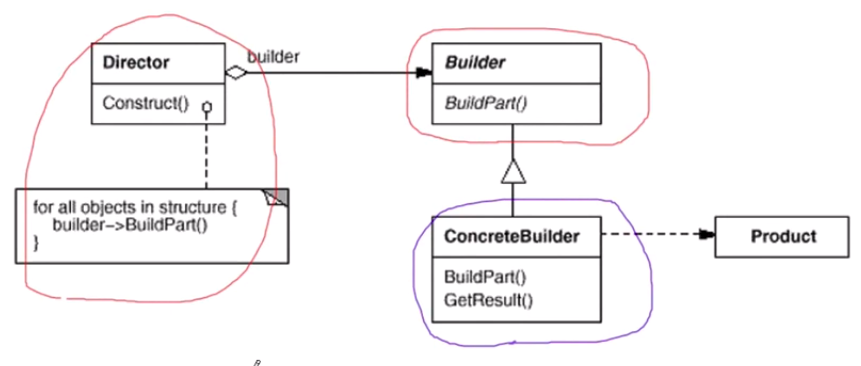 Director
builder
Builder
Construct()
BuildPart()
for all objects in structure {
builder->BuildPart()
}
ConcreteBuilder
Product
BuildPart()
GetResult()